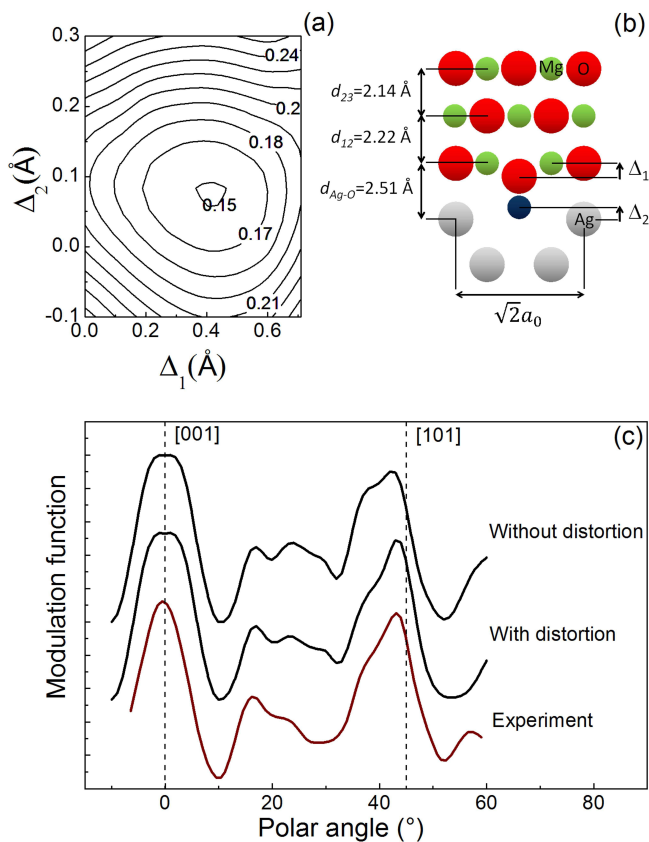 (a)
0.3
0.2
0.1
0.0
-0.1
Δ2(Å)
0.24
0.2
0.18
0.15
0.17
0.21
0.0 0.2 0.4 0.6
Δ1(Å)
(b)
Mg O
d23=2.14 Å
d12=2.22 Å
dAg-O=2.51 Å
Δ1
Δ2
Ag
√2a0
(c)
[001] [101]
Modulation function
Without distortion
With distortion
Experiment
0 20 40 60 80
Polar angle (°)